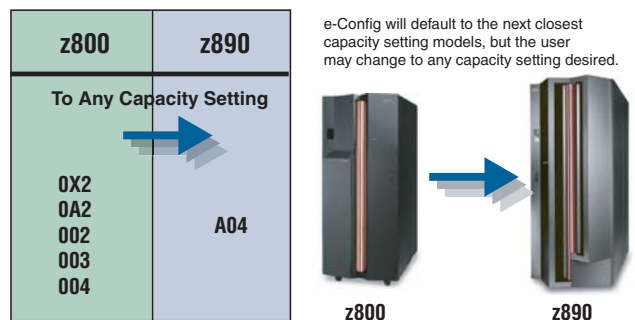 z800 z890
To Any Capacity Setting
0X2
0A2
002
003
004
A04
e-Config will default to the next closest
capacity setting models, but the user
may change to any capacity setting desired.
z800 z890